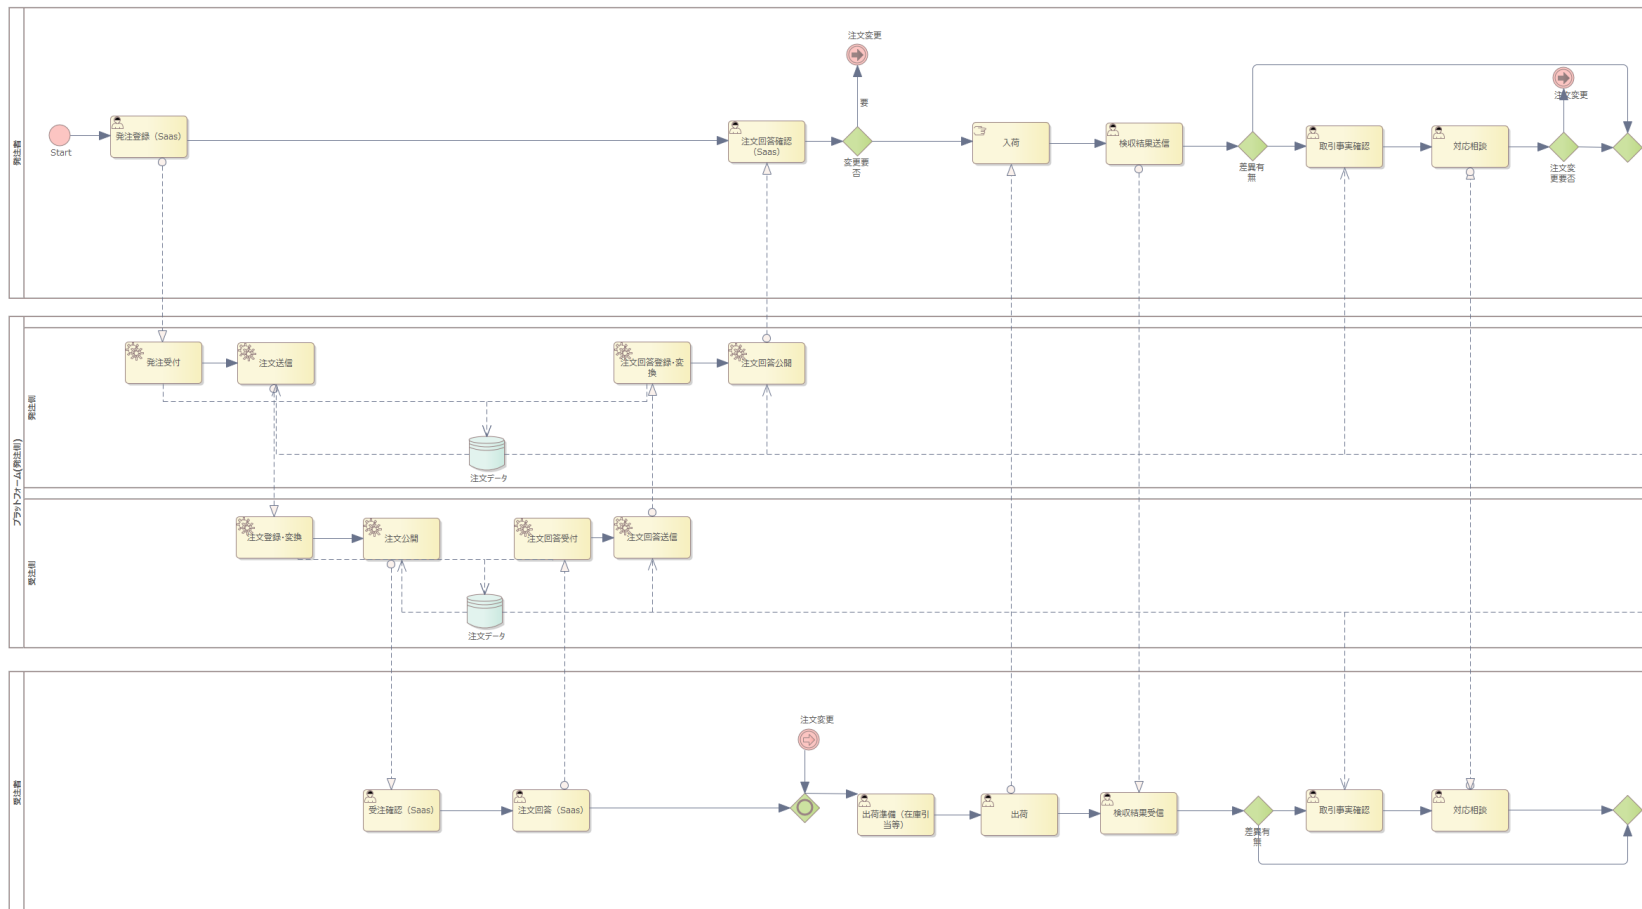 発注者
Start
発注登録（Saas）
注文回答確認
（Saas）
注文変更
要
変更要
否
入荷
検収結果送信
差異有
無
取引事実確認
対応相談
注文変更
注文変
更要否
プラットフォーム(発注側)
発注側
発注受付
注文送信
注文回答登録・変
換
注文回答公開
注文データ
受注側
注文登録・変換
注文公開
注文回答受付
注文回答送信
注文データ
受注者
受注確認（Saas）
注文回答（Saas）
注文変更
出荷準備（在庫引
当等）
出荷
検収結果受信
差異有
無
取引事実確認
対応相談